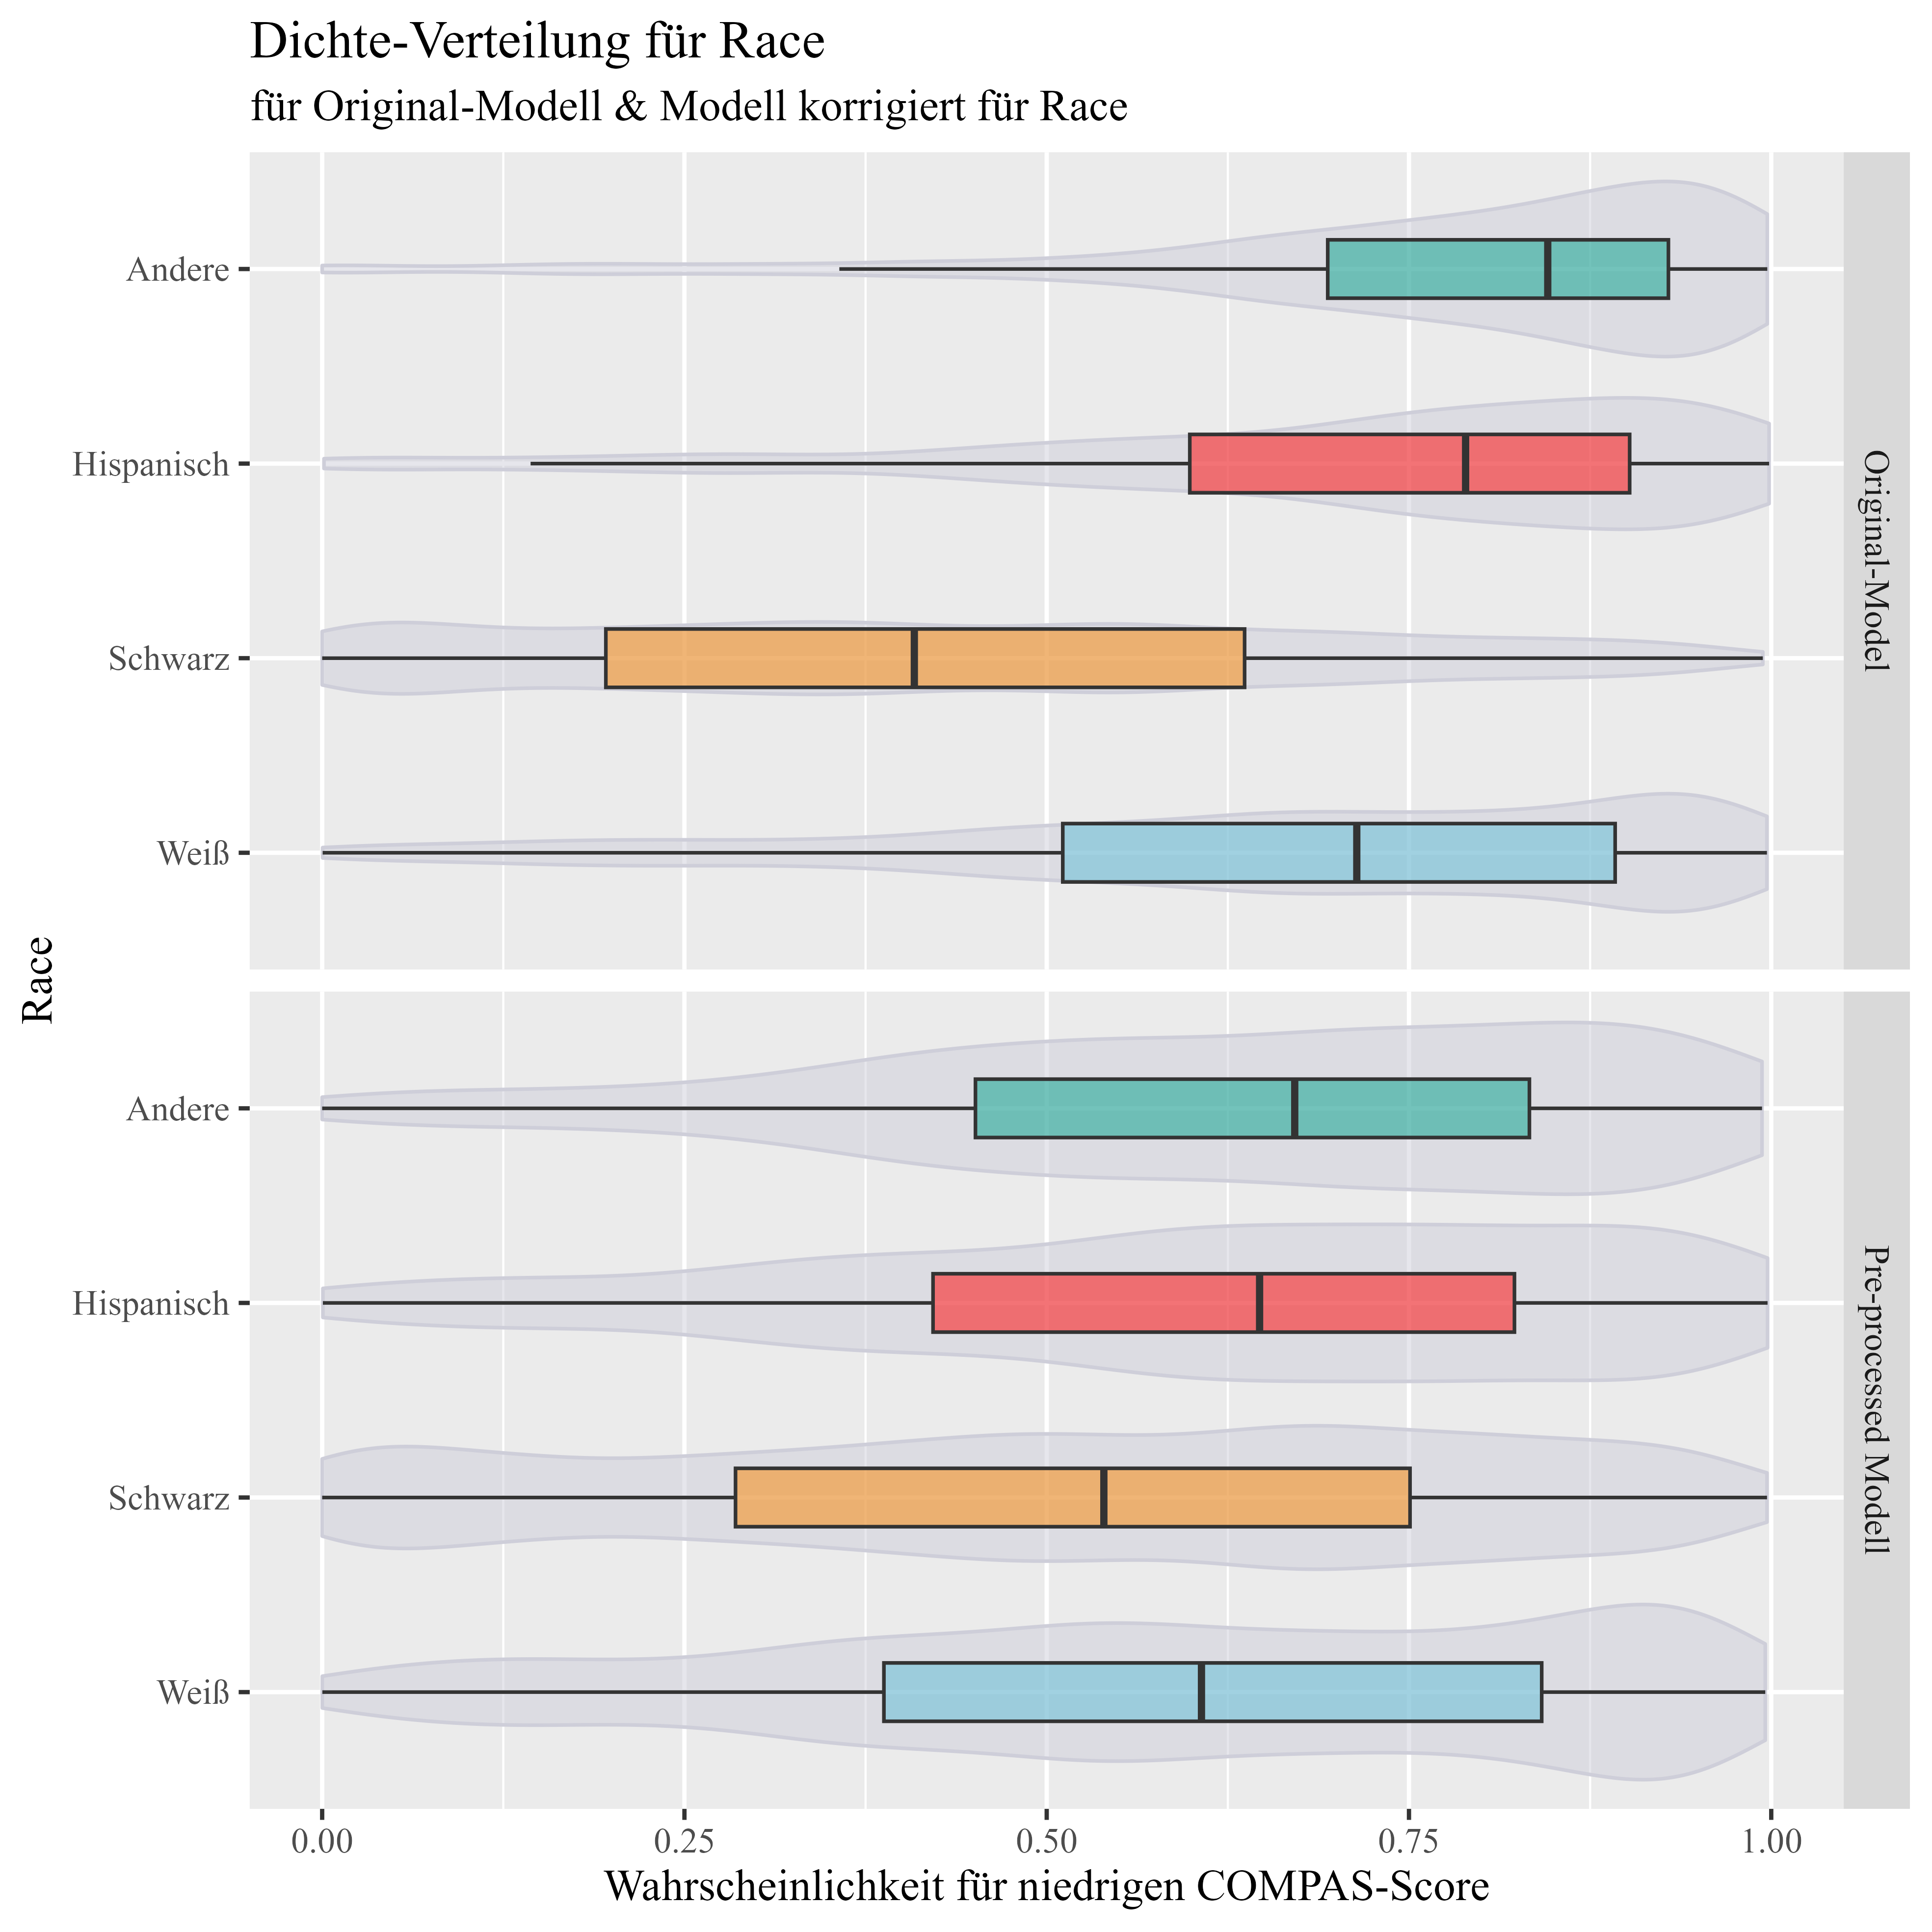 Dichte-Verteilung für Race
für Original-Modell & Modell korrigiert für Race
Race
Andere
Hispanisch
Schwarz
Weiß
Original-Model
Andere
Hispanisch
Schwarz
Weiß
Pre-processed Modell
0.00 0.25 0.50 0.75 1.00
Wahrscheinlichkeit für niedrigen COMPAS-Score